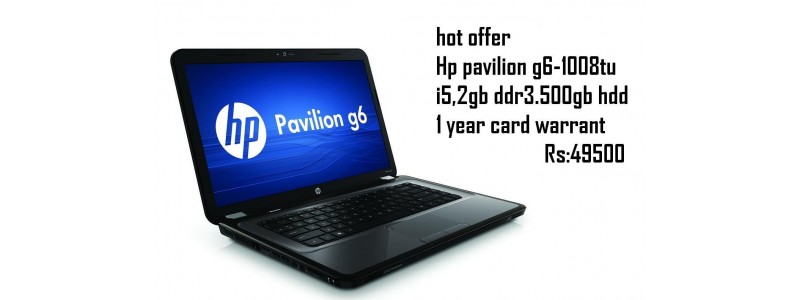 hot offer
Hp pavilion g6-1008tu
i5,2gb ddr3.500gb hdd
1 year card warrant
Rs:49500
hp Pavilion g6
hp